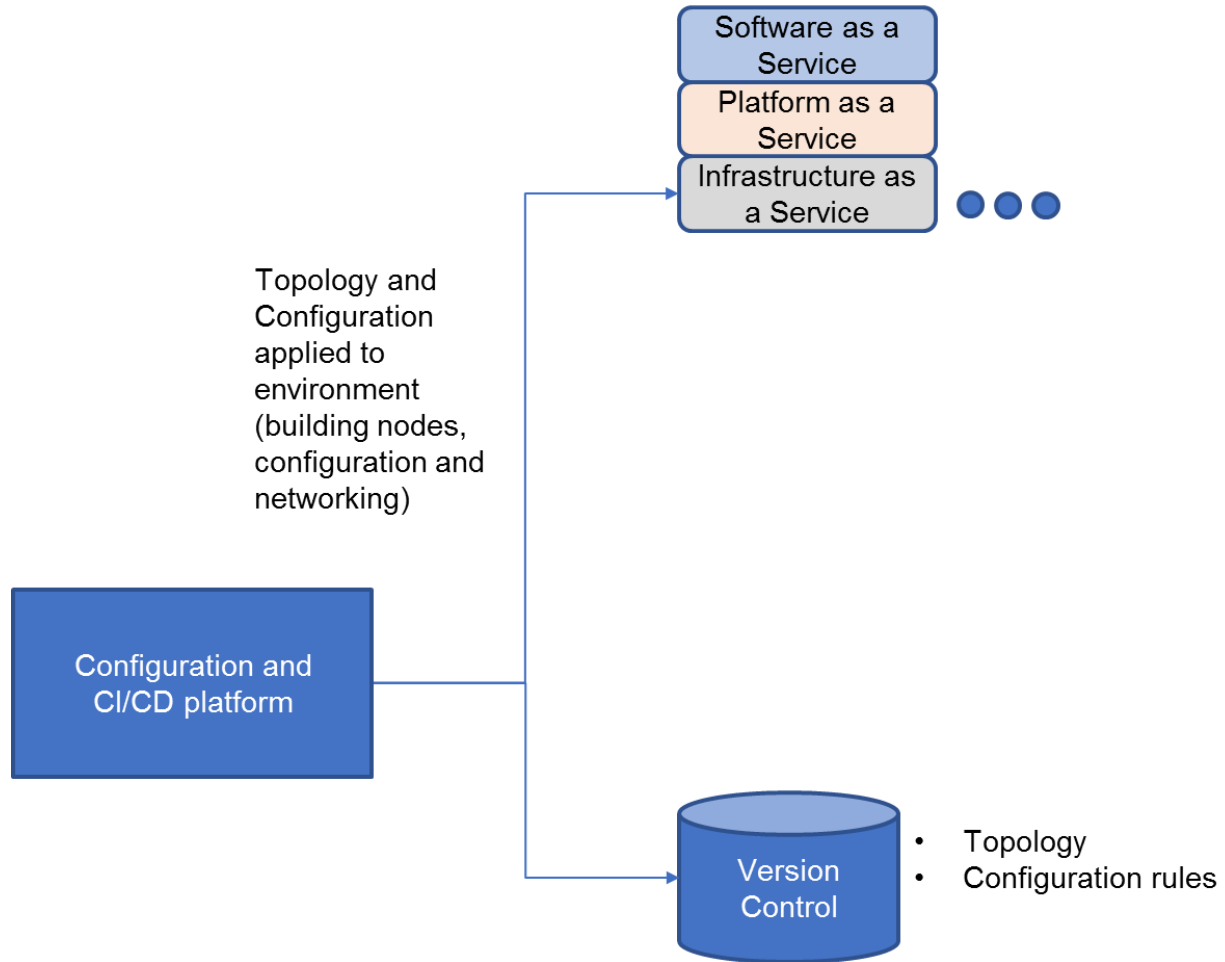 Software as a
Service
Platform as a
Service
Infrastructure as
a Service
Topology and
Configuration
applied to
environment
(building nodes,
configuration and
networking)
Configuration and
CI/CD platform
Version
Control
• Topology
• Configuration rules